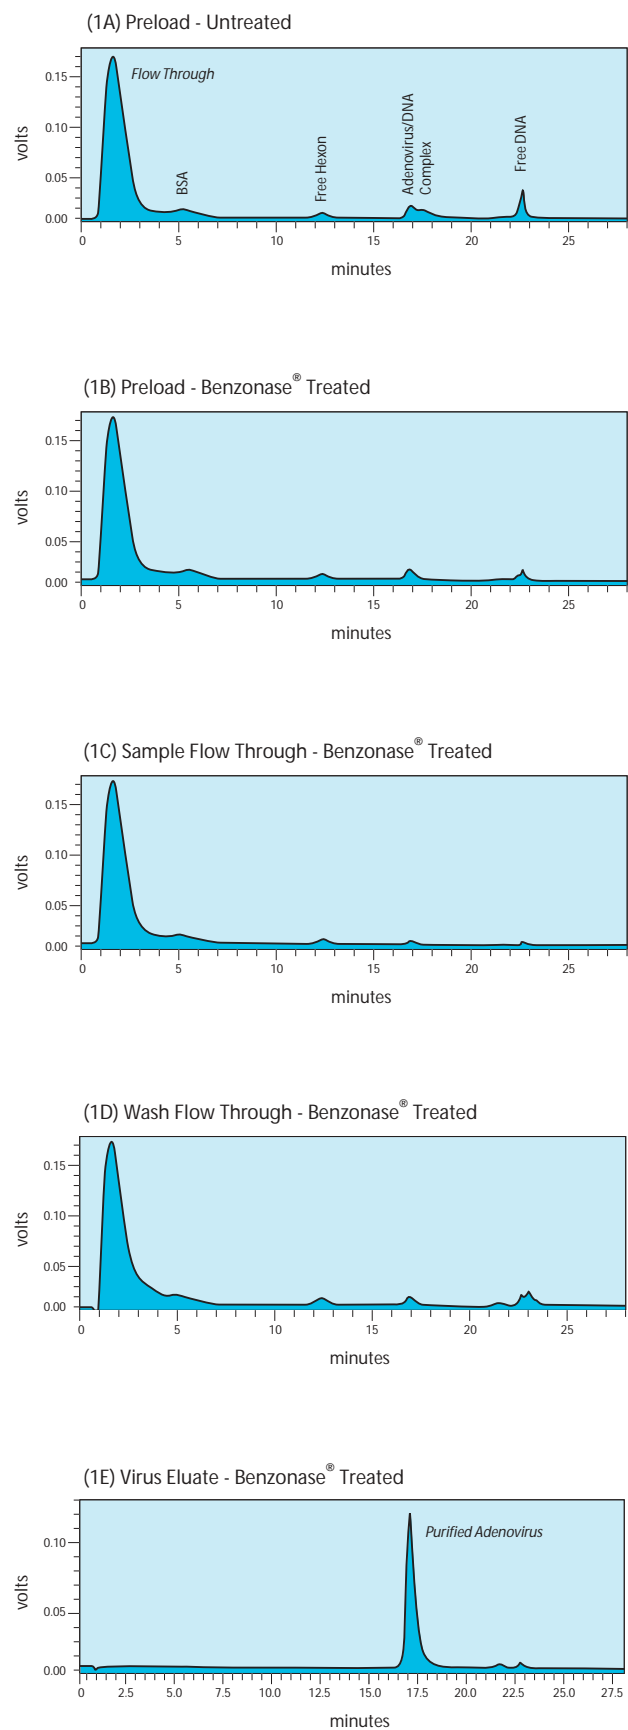 (1A) Preload - Untreated
volts
0.15
0.10
0.05
0.00
Flow Through
BSA
Free Hexon
Adenovirus/DNA
Complex
Free DNA
0 5 10 15 20 25
minutes
(1B) Preload - Benzonase® Treated
volts
0.15
0.10
0.05
0.00
0 5 10 15 20 25
minutes
(1C) Sample Flow Through - Benzonase® Treated
volts
0.15
0.10
0.05
0.00
0 5 10 15 20 25
minutes
(1D) Wash Flow Through - Benzonase® Treated
volts
0.15
0.10
0.05
0.00
0 5 10 15 20 25
minutes
(1E) Virus Eluate - Benzonase® Treated
volts
0.10
0.05
0.00
Purified Adenovirus
0 2.5 5.0 7.5 10.0 12.5 15.0 17.5 20.0 22.5 25.0 27.5
minutes